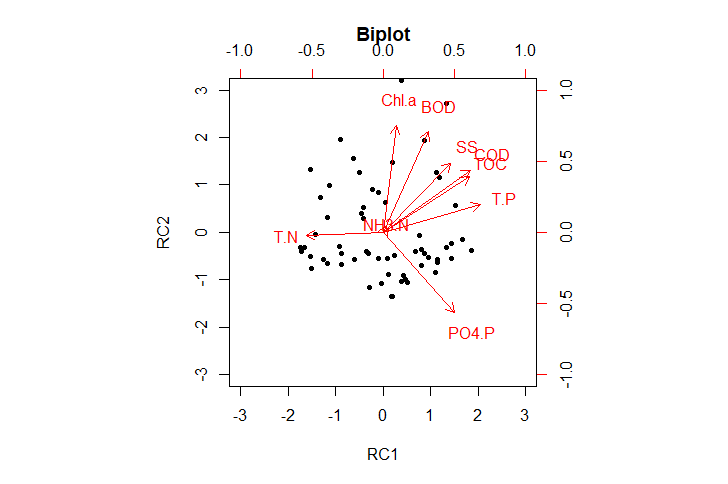 Biplot
-1.0 -0.5 0.0 0.5 1.0
3 1.0
Chl.a
BOD
2
SS
COD
TOC
0.5
1
T.P
NH3.N
T.N
0 0.0
RC2
-1
-0.5
-2
PO4.P
-3 -1.0
-3 -2 -1 0 1 2 3
RC1